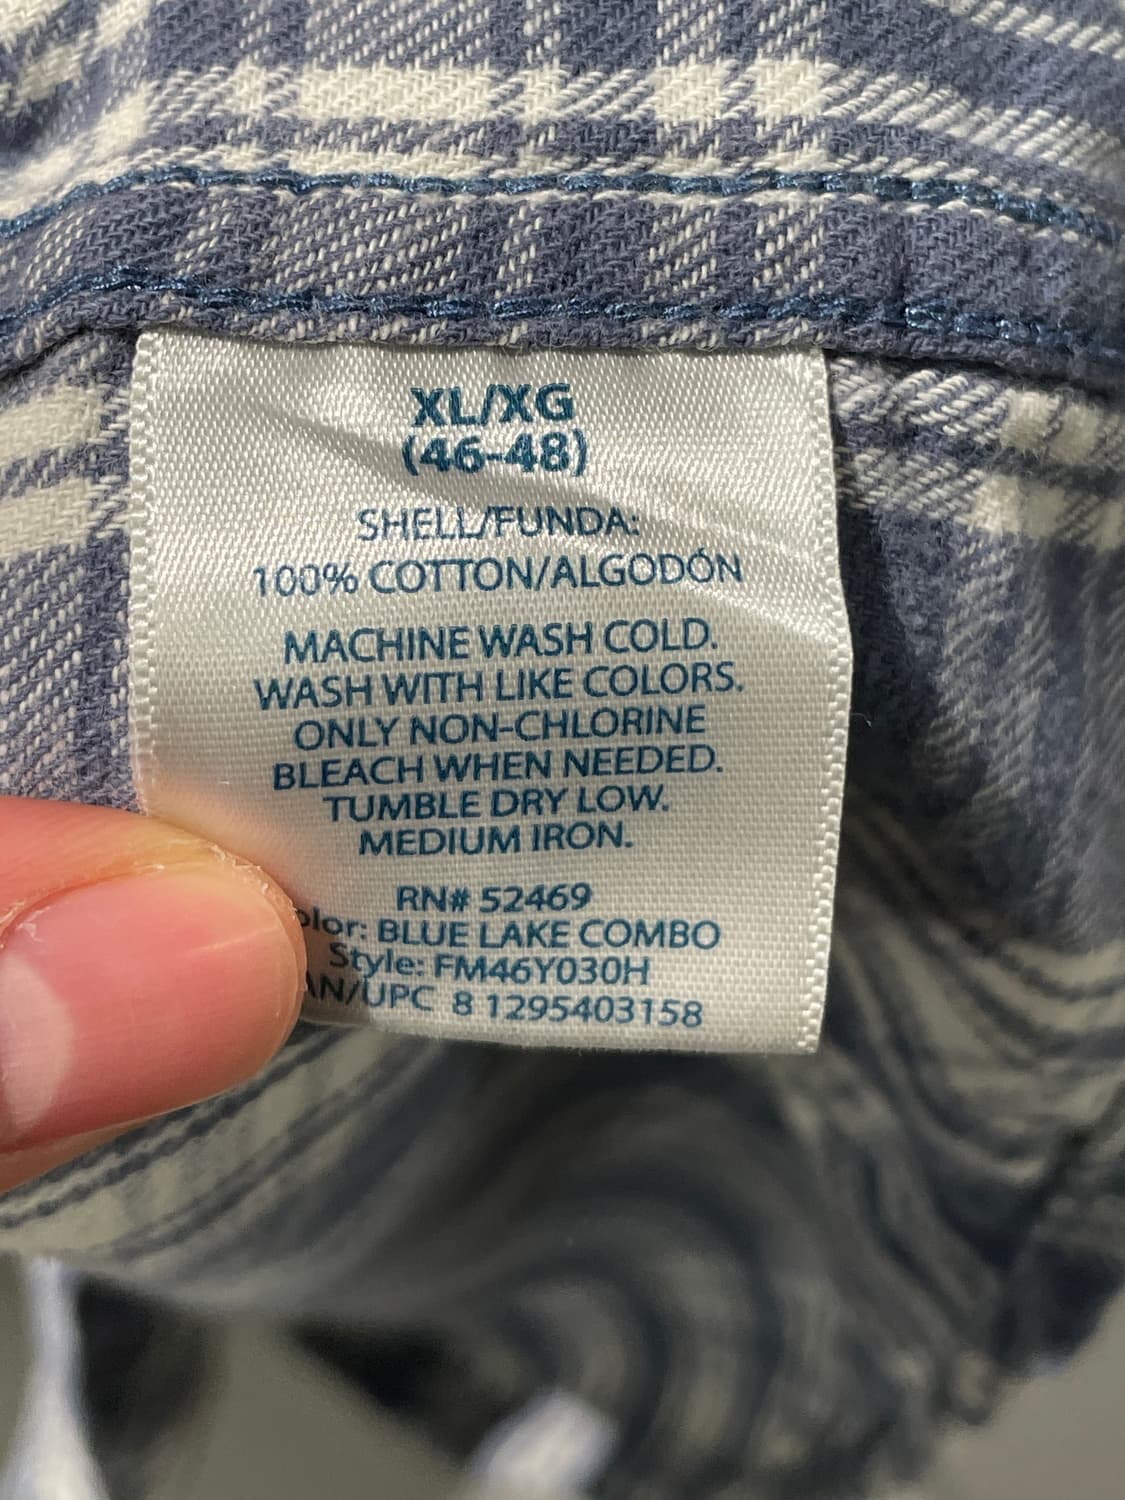 XL/XG
(46-48)
SHELL/FUNDA:
100% COTTON/ALGODÓN
MACHINE WASH COLD.
WASH WITH LIKE COLORS.
ONLY NON-CHLORINE
BLEACH WHEN NEEDED.
TUMBLE DRY LOW.
MEDIUM IRON.
RN# 52469
olor: BLUE LAKE COMBO
Style: FM46Y030H
AN/UPC 8 1295403158